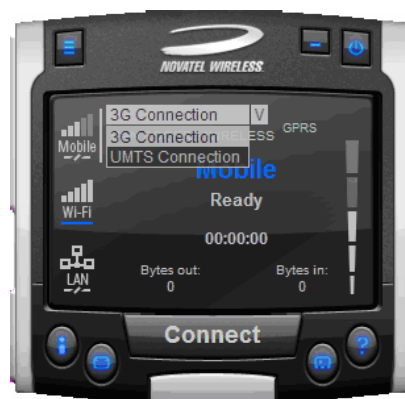 NOVATEL WIRELESS
3G Connection V
3G Connection
UMTS Connection
GPRS
Mobile
Mobile
Ready
Wi-Fi
00:00:00
LAN
Bytes out:
0
Bytes in:
0
Connect
?